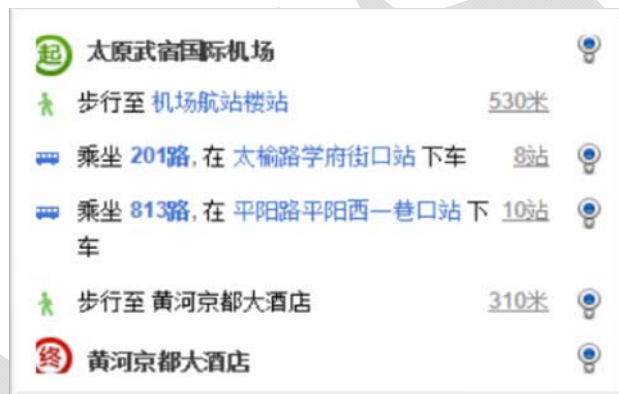 起 太原武宿国际机场
步行至 机场航站楼站 530米
乘坐 201路, 在 太榆路学府街口站 下车 8站
乘坐 813路, 在 平阳路平阳西一巷口站 下 10站
车
步行至 黄河京都大酒店 310米
终 黄河京都大酒店